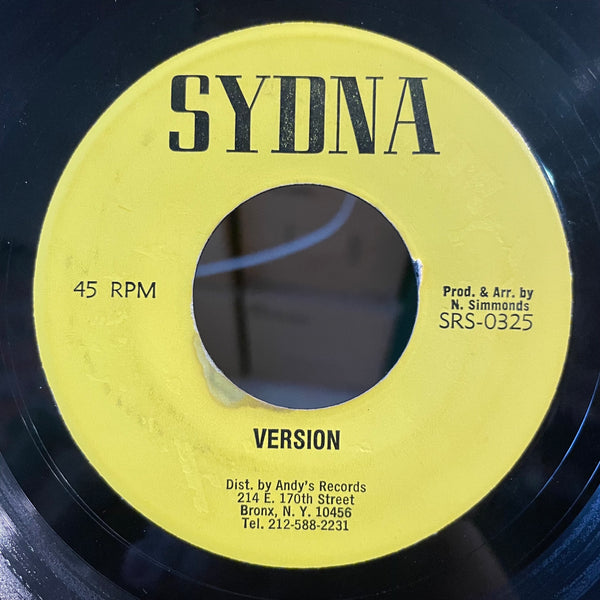 SYDNA
45 RPM
Prod. & Arr. by
N. Simmonds
SRS-0325
VERSION
Dist. by Andy's Records
214 E. 170th Street
Bronx, N. Y. 10456
Tel. 212-588-2231